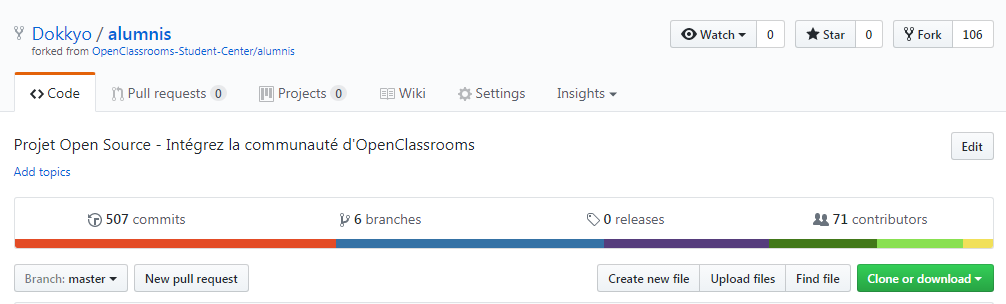 Dokkyo / alumnis
forked from OpenClassrooms-Student-Center/alumnis
Watch 0 Star 0 Fork 106
Code Pull requests 0 Projects 0 Wiki Settings Insights
Projet Open Source - Intégrez la communauté d'OpenClassrooms
Edit
Add topics
507 commits 6 branches 0 releases 71 contributors
Branch: master New pull request Create new file Upload files Find file Clone or download